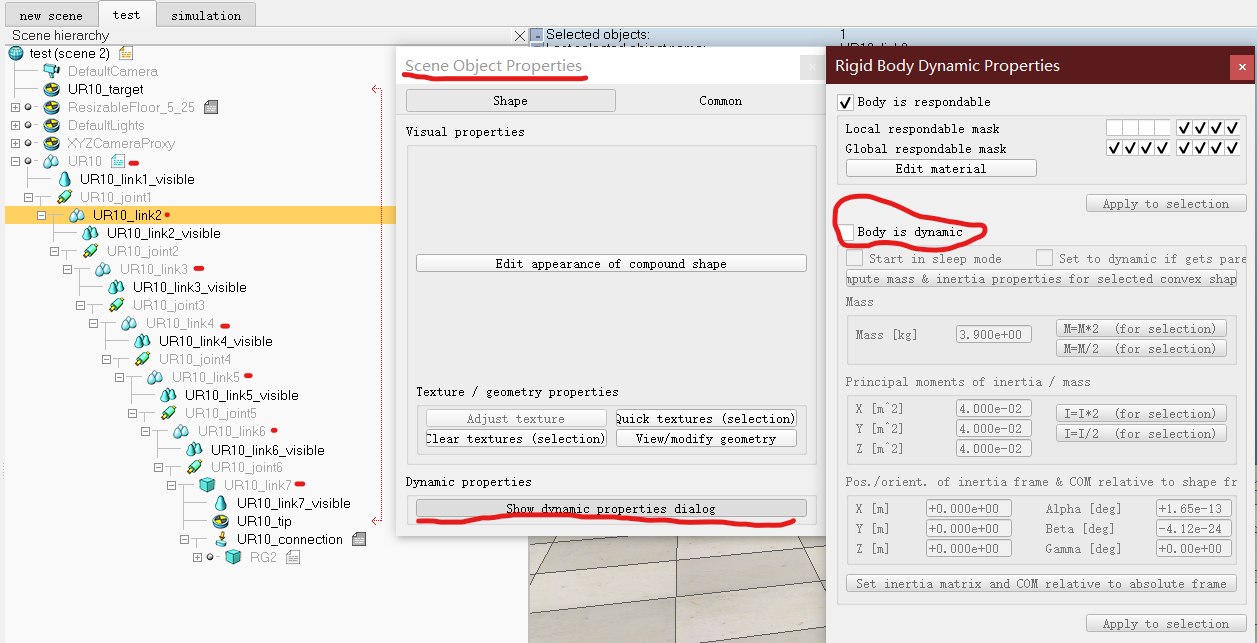 new scene
test
simulation
Scene hierarchy
test (scene 2)
DefaultCamera
UR10_target
ResizableFloor_5_25
DefaultLights
XYZCameraProxy
UR10
UR10_link1_visible
UR10_joint1
UR10_link2
UR10_link2_visible
UR10_joint2
UR10_link3
UR10_link3_visible
UR10_joint3
UR10_link4
UR10_link4_visible
UR10_joint4
UR10_link5
UR10_link5_visible
UR10_joint5
UR10_link6
UR10_link6_visible
UR10_joint6
UR10_link7
UR10_link7_visible
UR10_tip
UR10_connection
RG2
Selected objects: 1
Scene Object Properties
Shape
Common
Visual properties
Edit appearance of compound shape
Texture / geometry properties
Adjust texture
Quick textures (selection)
Clear textures (selection)
View/modify geometry
Dynamic properties
Show dynamic properties dialog
Rigid Body Dynamic Properties
Body is respondable
Local respondable mask
Global respondable mask
Edit material
Apply to selection
Body is dynamic
Start in sleep mode
Set to dynamic if gets pare
mpute mass & inertia properties for selected convex shap
Mass
Mass [kg] 3.900e+00
M=M*2 (for selection)
M=M/2 (for selection)
Principal moments of inertia / mass
X [m^2] 4.000e-02 I=I*2 (for selection)
Y [m^2] 4.000e-02 I=I/2 (for selection)
Z [m^2] 4.000e-02
Pos./orient. of inertia frame & COM relative to shape fr
X [m] +0.000e+00 Alpha [deg] +1.65e-13
Y [m] +0.000e+00 Beta [deg] -4.12e-24
Z [m] +0.000e+00 Gamma [deg] +0.00e+00
Set inertia matrix and COM relative to absolute frame
Apply to selection